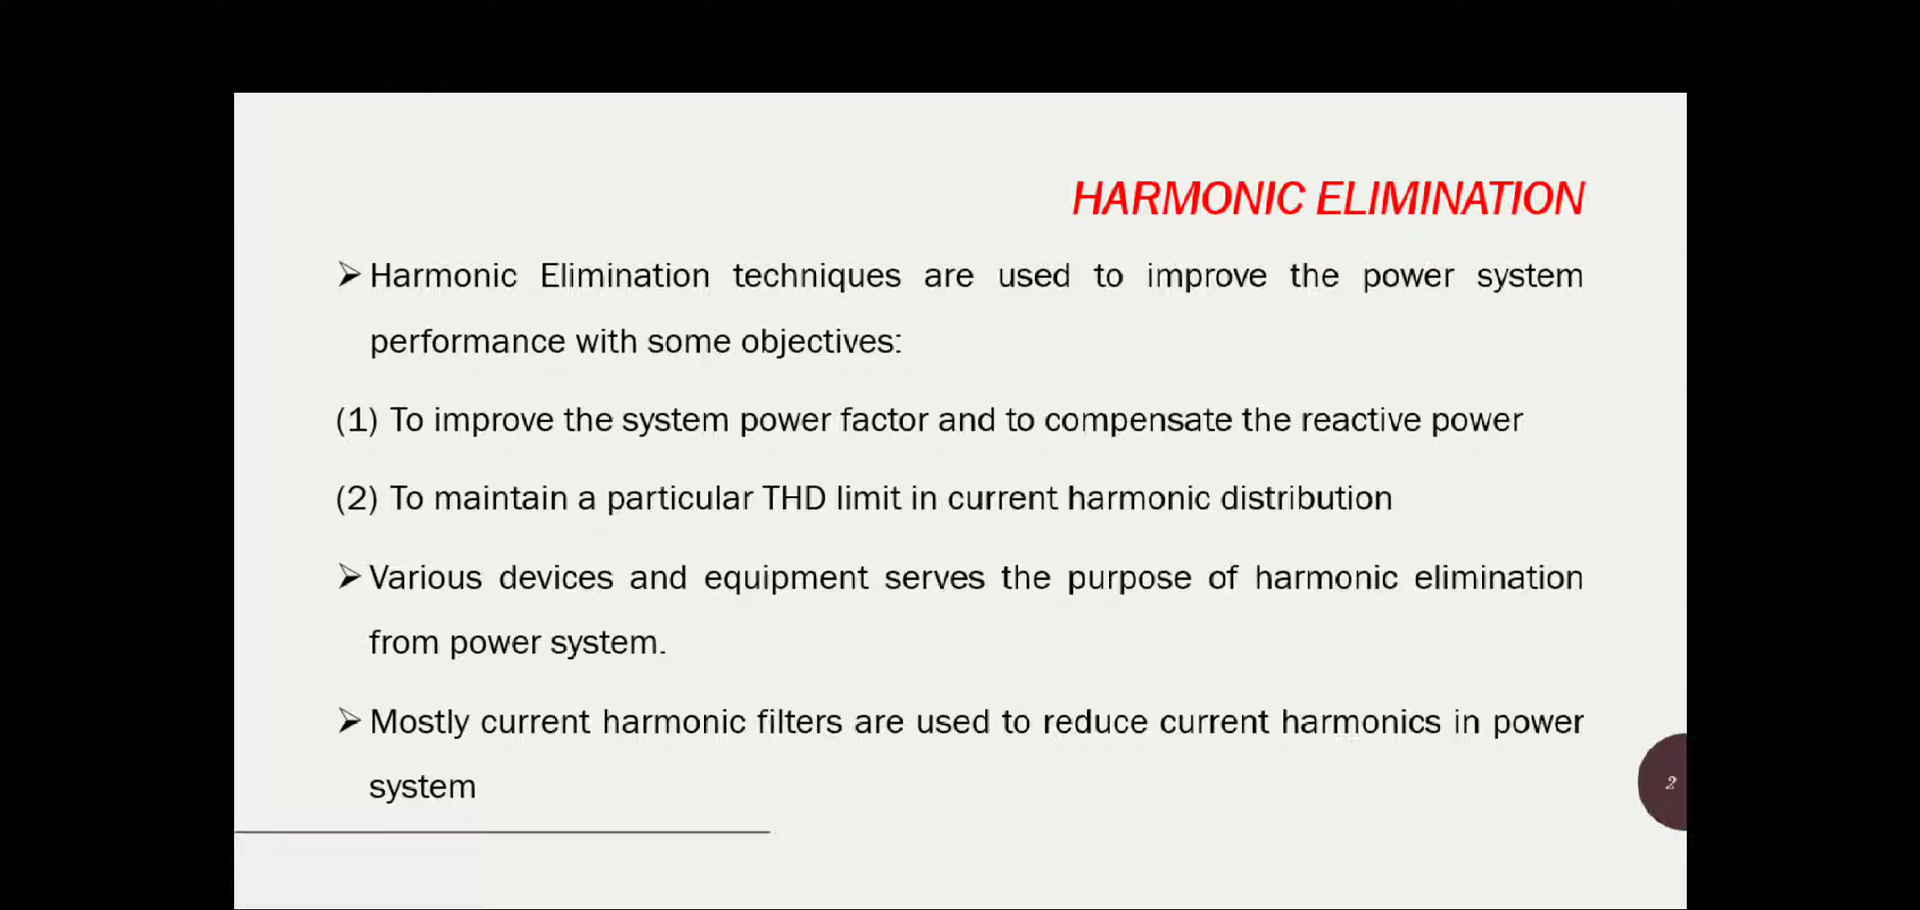 HARMONIC ELIMINATION
➢ Harmonic Elimination techniques are used to improve the power system
performance with some objectives:
(1) To improve the system power factor and to compensate the reactive power
(2) To maintain a particular THD limit in current harmonic distribution
➢ Various devices and equipment serves the purpose of harmonic elimination
from power system.
➢ Mostly current harmonic filters are used to reduce current harmonics in power
system
2